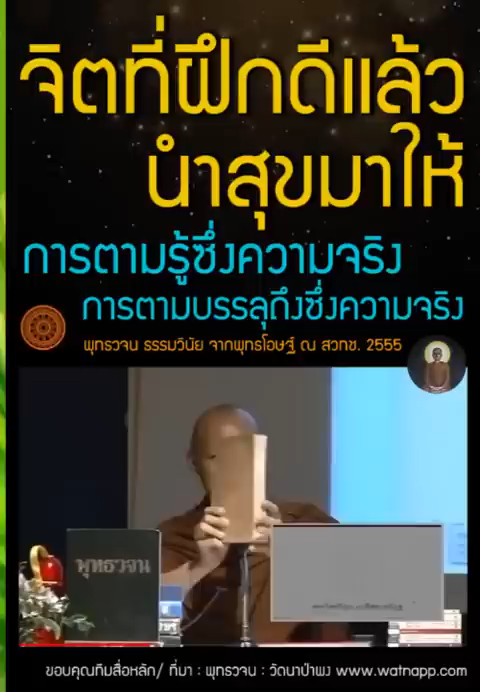 จิตที่ฝึกดีแล้ว
นำสุขมาให้
การตามรู้ซึ่งความจริง
การตามบรรลุถึงซึ่งความจริง
พุทธวจน ธรรมวินัย จากพุทธโอษฐ์ ณ สวทช. 2555
พุทธวจน
ขอบคุณทีมสื่อหลัก/ ที่มา : พุทธวจน : วัดนาป่าพง www.watnapp.com